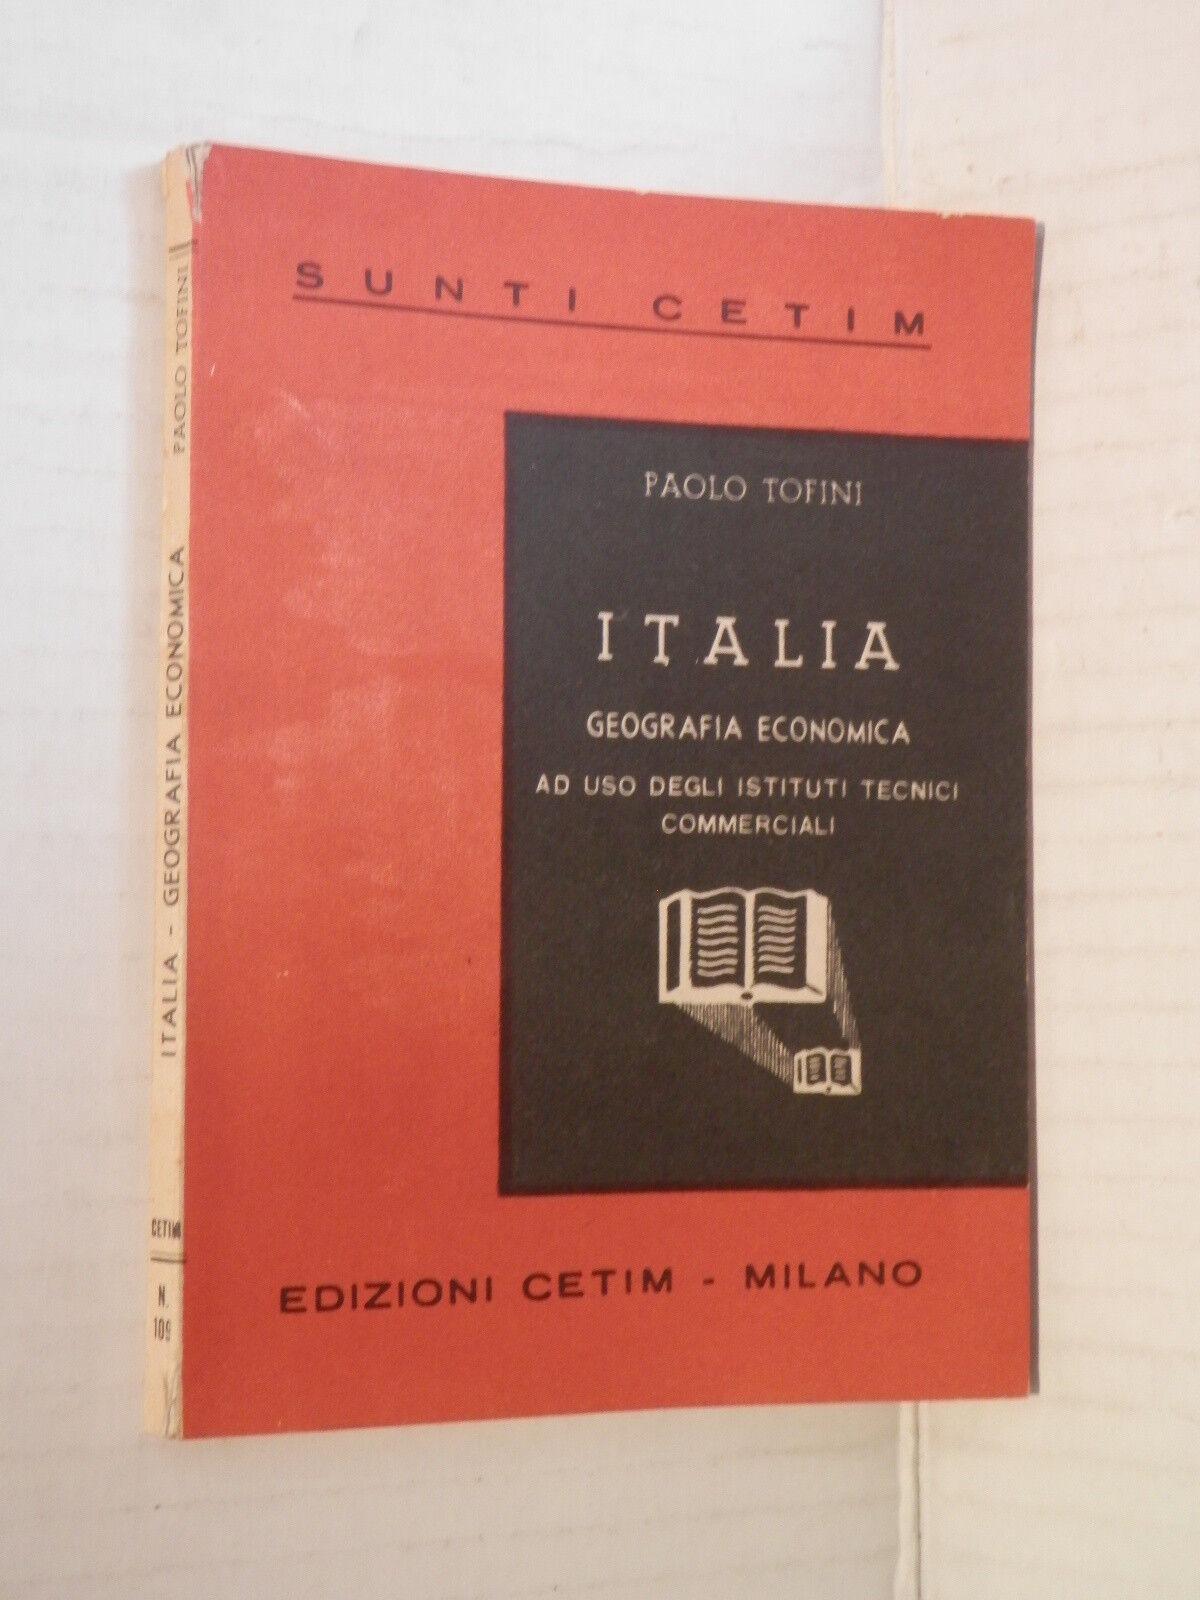 SUNTI CETIM
PAOLO TOFINI
ITALIA
GEOGRAFIA ECONOMICA
AD USO DEGLI ISTITUTI TECNICI
COMMERCIALI
EDIZIONI CETIM - MILANO
ITALIA - GEOGRAFIA ECONOMICA PAOLO TOFINI
CETIM
N.
109